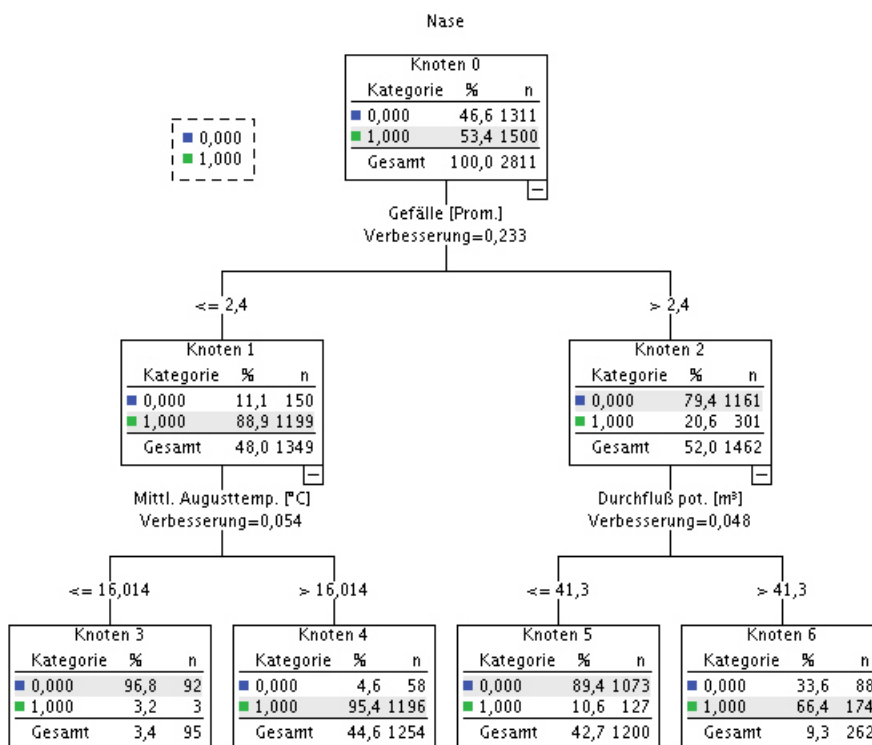 Nase
Knoten 0
Kategorie % n
0,000 46,6 1311
1,000 53,4 1500
Gesamt 100,0 2811
0,000
1,000
Gefälle [Prom.]
Verbesserung=0,233
<= 2,4
> 2,4
Knoten 1
Kategorie % n
0,000 11,1 150
1,000 88,9 1199
Gesamt 48,0 1349
Knoten 2
Kategorie % n
0,000 79,4 1161
1,000 20,6 301
Gesamt 52,0 1462
Mittl. Augusttemp. [°C]
Verbesserung=0,054
Durchfluß pot. [m³]
Verbesserung=0,048
<= 16,014
> 16,014
<= 41,3
> 41,3
Knoten 3
Kategorie % n
0,000 96,8 92
1,000 3,2 3
Gesamt 3,4 95
Knoten 4
Kategorie % n
0,000 4,6 58
1,000 95,4 1196
Gesamt 44,6 1254
Knoten 5
Kategorie % n
0,000 89,4 1073
1,000 10,6 127
Gesamt 42,7 1200
Knoten 6
Kategorie % n
0,000 33,6 88
1,000 66,4 174
Gesamt 9,3 262